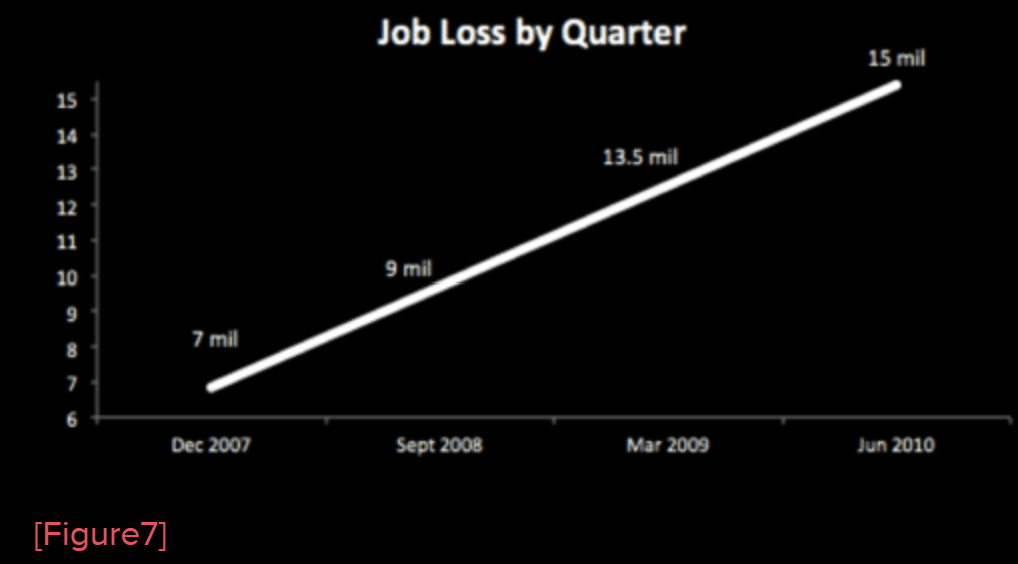 Job Loss by Quarter
15 mil
15
14
13.5 mil
13
12
11
10
9 mil
9
8
7 mil
7
6
Dec 2007 Sept 2008 Mar 2009 Jun 2010
[Figure7]